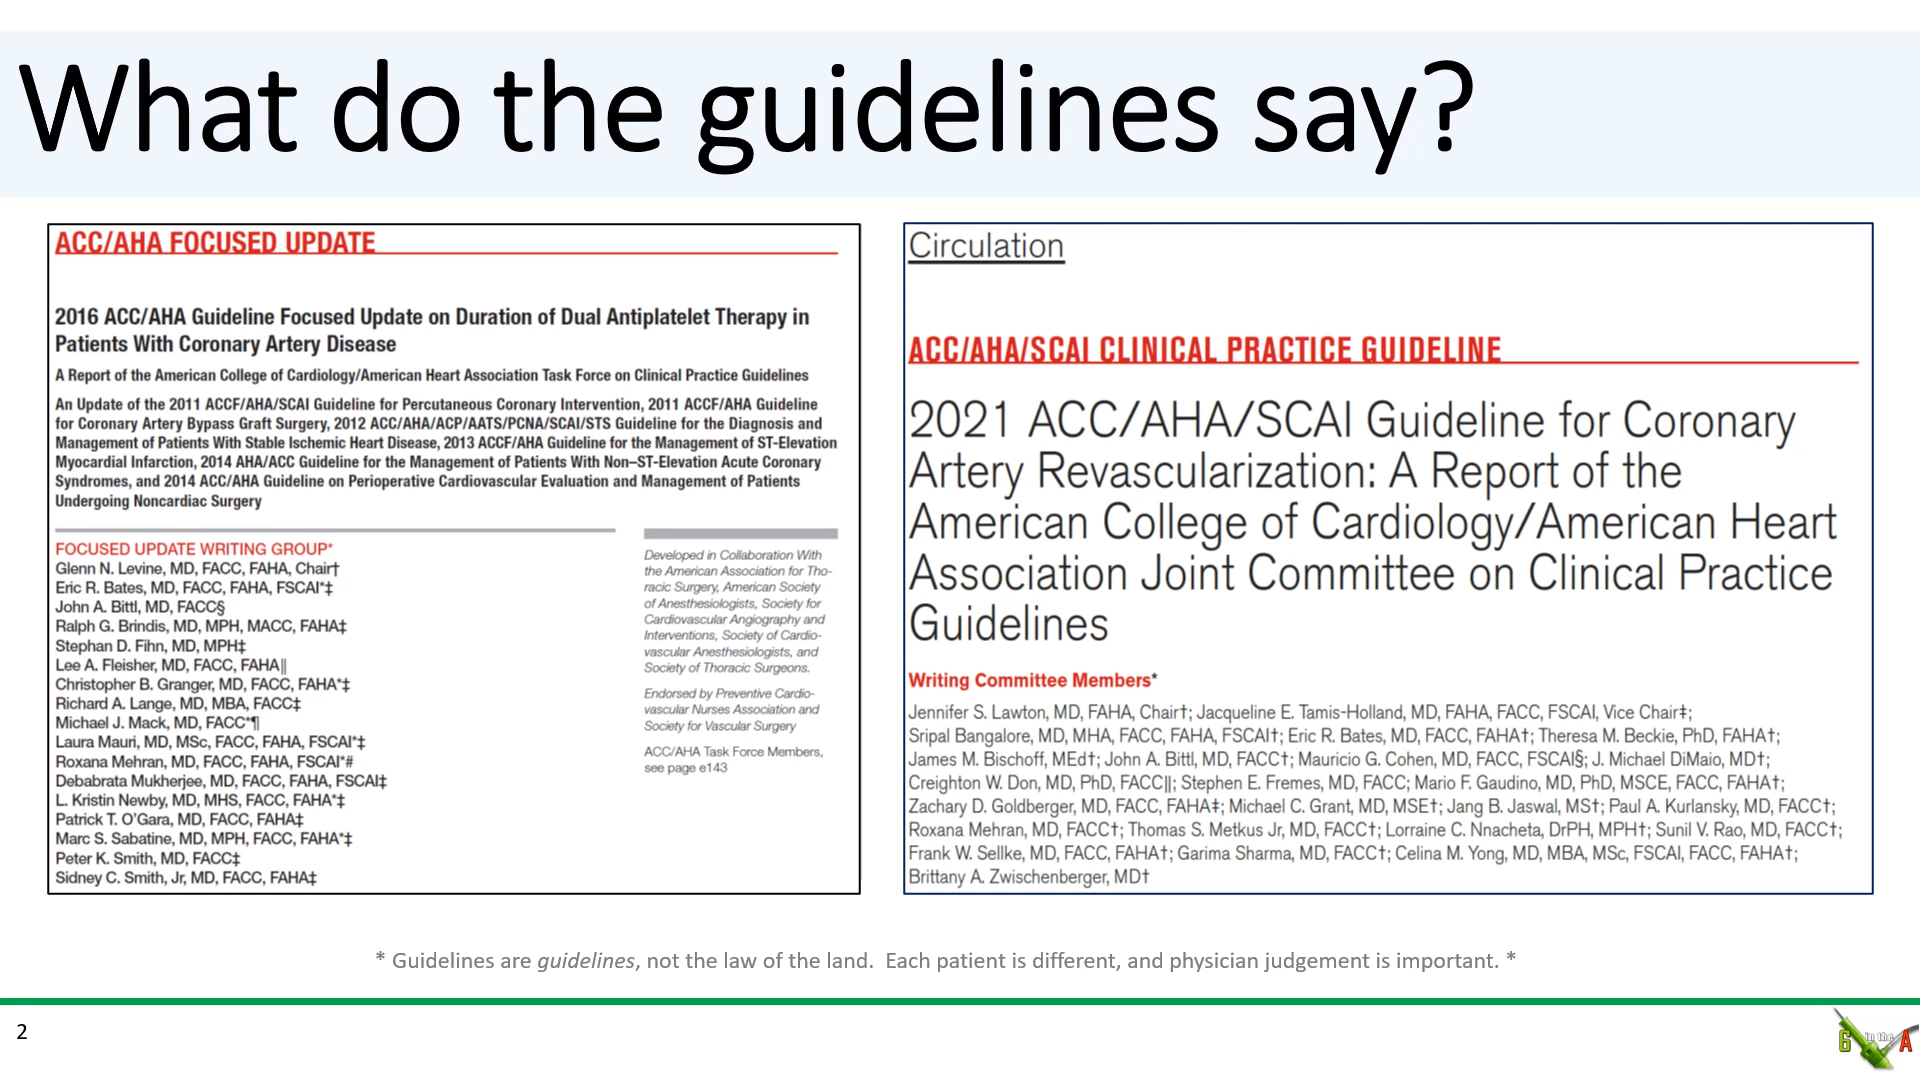 What do the guidelines say?
ACC/AHA FOCUSED UPDATE
2016 ACC/AHA Guideline Focused Update on Duration of Dual Antiplatelet Therapy in
Patients With Coronary Artery Disease
A Report of the American College of Cardiology/American Heart Association Task Force on Clinical Practice Guidelines
An Update of the 2011 ACCF/AHA/SCAI Guideline for Percutaneous Coronary Intervention, 2011 ACCF/AHA Guideline
for Coronary Artery Bypass Graft Surgery, 2012 ACC/AHA/ACP/AATS/PCNA/SCAI/STS Guideline for the Diagnosis and
Management of Patients With Stable Ischemic Heart Disease, 2013 ACCF/AHA Guideline for the Management of ST-Elevation
Myocardial Infarction, 2014 AHA/ACC Guideline for the Management of Patients With Non–ST-Elevation Acute Coronary
Syndromes, and 2014 ACC/AHA Guideline on Perioperative Cardiovascular Evaluation and Management of Patients
Undergoing Noncardiac Surgery
FOCUSED UPDATE WRITING GROUP*
Glenn N. Levine, MD, FACC, FAHA, Chair†
Eric R. Bates, MD, FACC, FAHA, FSCAI*‡
John A. Bittl, MD, FACC§
Ralph G. Brindis, MD, MPH, MACC, FAHA‡
Stephan D. Fihn, MD, MPH‡
Lee A. Fleisher, MD, FACC, FAHA||
Christopher B. Granger, MD, FACC, FAHA*‡
Richard A. Lange, MD, MBA, FACC‡
Michael J. Mack, MD, FACC*¶
Laura Mauri, MD, MSc, FACC, FAHA, FSCAI*‡
Roxana Mehran, MD, FACC, FAHA, FSCAI*#
Debabrata Mukherjee, MD, FACC, FAHA, FSCAI‡
L. Kristin Newby, MD, MHS, FACC, FAHA*‡
Patrick T. O'Gara, MD, FACC, FAHA‡
Marc S. Sabatine, MD, MPH, FACC, FAHA*‡
Peter K. Smith, MD, FACC‡
Sidney C. Smith, Jr, MD, FACC, FAHA‡
Developed in Collaboration With
the American Association for Tho-
racic Surgery, American Society
of Anesthesiologists, Society for
Cardiovascular Angiography and
Interventions, Society of Cardio-
vascular Anesthesiologists, and
Society of Thoracic Surgeons.
Endorsed by Preventive Cardio-
vascular Nurses Association and
Society for Vascular Surgery
ACC/AHA Task Force Members,
see page e143
Circulation
ACC/AHA/SCAI CLINICAL PRACTICE GUIDELINE
2021 ACC/AHA/SCAI Guideline for Coronary
Artery Revascularization: A Report of the
American College of Cardiology/American Heart
Association Joint Committee on Clinical Practice
Guidelines
Writing Committee Members*
Jennifer S. Lawton, MD, FAHA, Chair†; Jacqueline E. Tamis-Holland, MD, FAHA, FACC, FSCAI, Vice Chair‡;
Sripal Bangalore, MD, MHA, FACC, FAHA, FSCAI†; Eric R. Bates, MD, FACC, FAHA†; Theresa M. Beckie, PhD, FAHA†;
James M. Bischoff, MEd†; John A. Bittl, MD, FACC†; Mauricio G. Cohen, MD, FACC, FSCAI§; J. Michael DiMaio, MD†;
Creighton W. Don, MD, PhD, FACC||; Stephen E. Fremes, MD, FACC; Mario F. Gaudino, MD, PhD, MSCE, FACC, FAHA†;
Zachary D. Goldberger, MD, FACC, FAHA‡; Michael C. Grant, MD, MSE†; Jang B. Jaswal, MS†; Paul A. Kurlansky, MD, FACC†;
Roxana Mehran, MD, FACC†; Thomas S. Metkus Jr, MD, FACC†; Lorraine C. Nnacheta, DrPH, MPH†; Sunil V. Rao, MD, FACC†;
Frank W. Sellke, MD, FACC, FAHA†; Garima Sharma, MD, FACC†; Celina M. Yong, MD, MBA, MSc, FSCAI, FACC, FAHA†;
Brittany A. Zwischenberger, MD†
* Guidelines are guidelines, not the law of the land. Each patient is different, and physician judgement is important. *
2
6 in the A